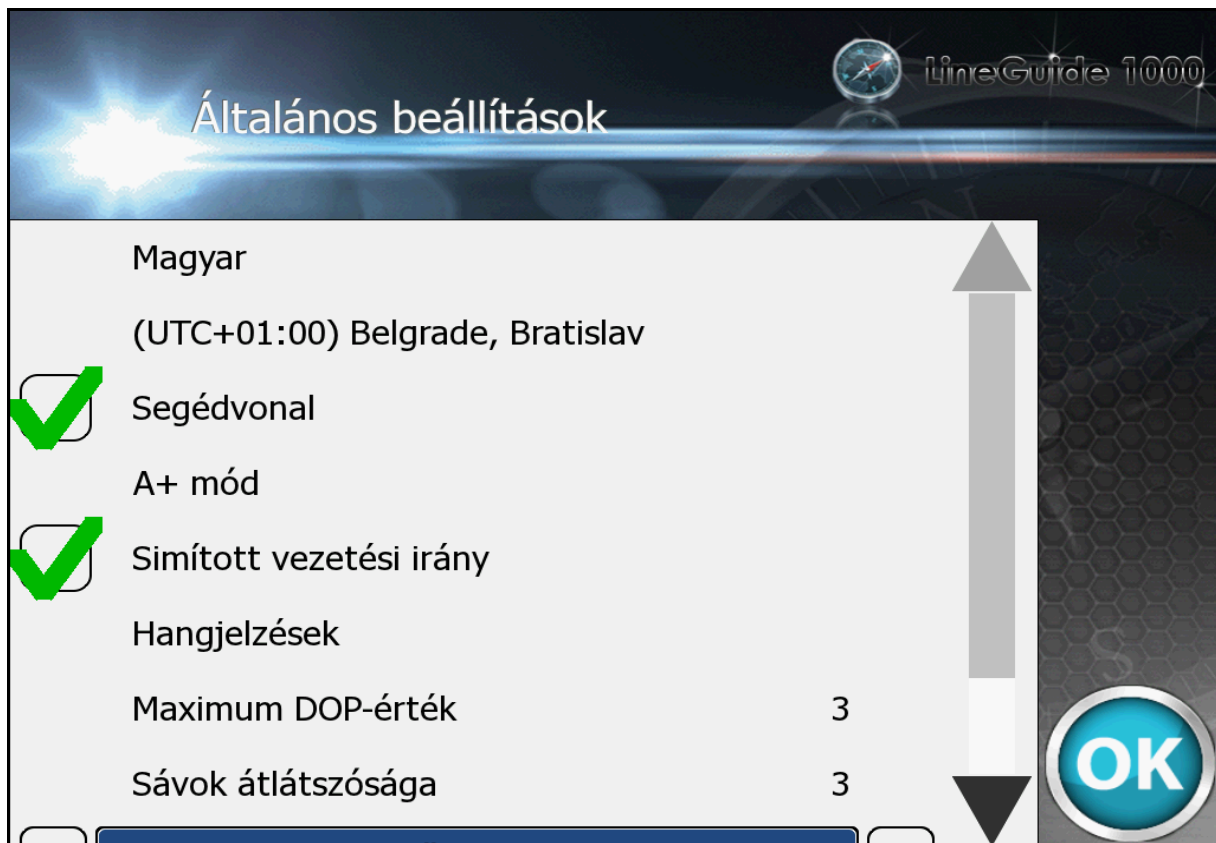 LineGuide 1000
Általános beállítások
Magyar
(UTC+01:00) Belgrade, Bratislav
Segédvonal
A+ mód
Simított vezetési irány
Hangjelzések
Maximum DOP-érték 3
Sávok átlátszósága 3
OK
N
S